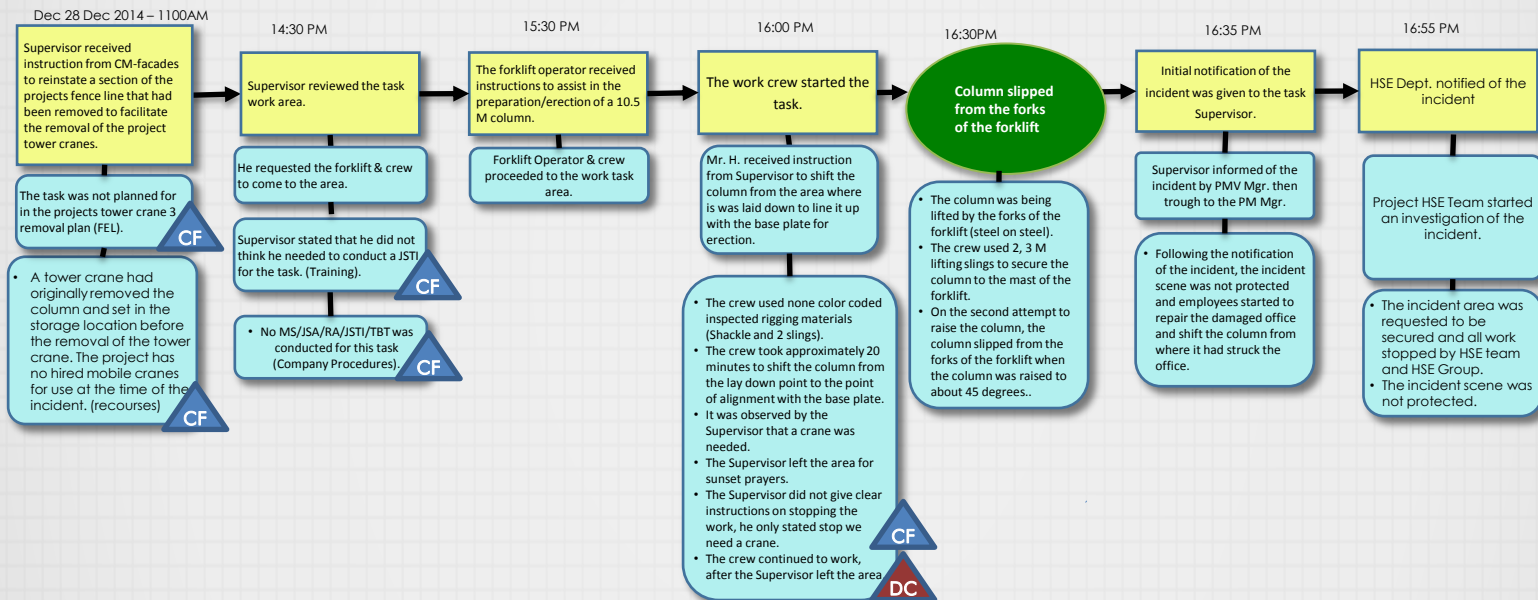 Dec 28 Dec 2014 – 1100AM
Supervisor received
instruction from CM-facades
to reinstate a section of the
projects fence line that had
been removed to facilitate
the removal of the project
tower cranes.
The task was not planned for
in the projects tower crane 3
removal plan (FEL).
CF
• A tower crane had
originally removed the
column and set in the
storage location before
the removal of the tower
crane. The project has
no hired mobile cranes
for use at the time of the
incident. (recourses)
CF
14:30 PM
Supervisor reviewed the task
work area.
He requested the forklift & crew
to come to the area.
Supervisor stated that he did not
think he needed to conduct a JSTI
for the task. (Training).
CF
• No MS/JSA/RA/JSTI/TBT was
conducted for this task
(Company Procedures).
CF
15:30 PM
The forklift operator received
instructions to assist in the
preparation/erection of a 10.5
M column.
Forklift Operator & crew
proceeded to the work task
area.
16:00 PM
The work crew started the
task.
Mr. H. received instruction
from Supervisor to shift the
column from the area where
is was laid down to line it up
with the base plate for
erection.
• The crew used none color coded
inspected rigging materials
(Shackle and 2 slings).
• The crew took approximately 20
minutes to shift the column from
the lay down point to the point
of alignment with the base plate.
• It was observed by the
Supervisor that a crane was
needed.
• The Supervisor left the area for
sunset prayers.
• The Supervisor did not give clear
instructions on stopping the
work, he only stated stop we
need a crane.
• The crew continued to work,
after the Supervisor left the area
CF
DC
16:30PM
Column slipped
from the forks
of the forklift
• The column was being
lifted by the forks of the
forklift (steel on steel).
• The crew used 2, 3 M
lifting slings to secure the
column to the mast of the
forklift.
• On the second attempt to
raise the column, the
column slipped from the
forks of the forklift when
the column was raised to
about 45 degrees..
16:35 PM
Initial notification of the
incident was given to the task
Supervisor.
Supervisor informed of the
incident by PMV Mgr. then
trough to the PM Mgr.
• Following the notification
of the incident, the incident
scene was not protected
and employees started to
repair the damaged office
and shift the column from
where it had struck the
office.
16:55 PM
HSE Dept. notified of the
incident
Project HSE Team started
an investigation of the
incident.
• The incident area was
requested to be
secured and all work
stopped by HSE team
and HSE Group.
• The incident scene was
not protected.